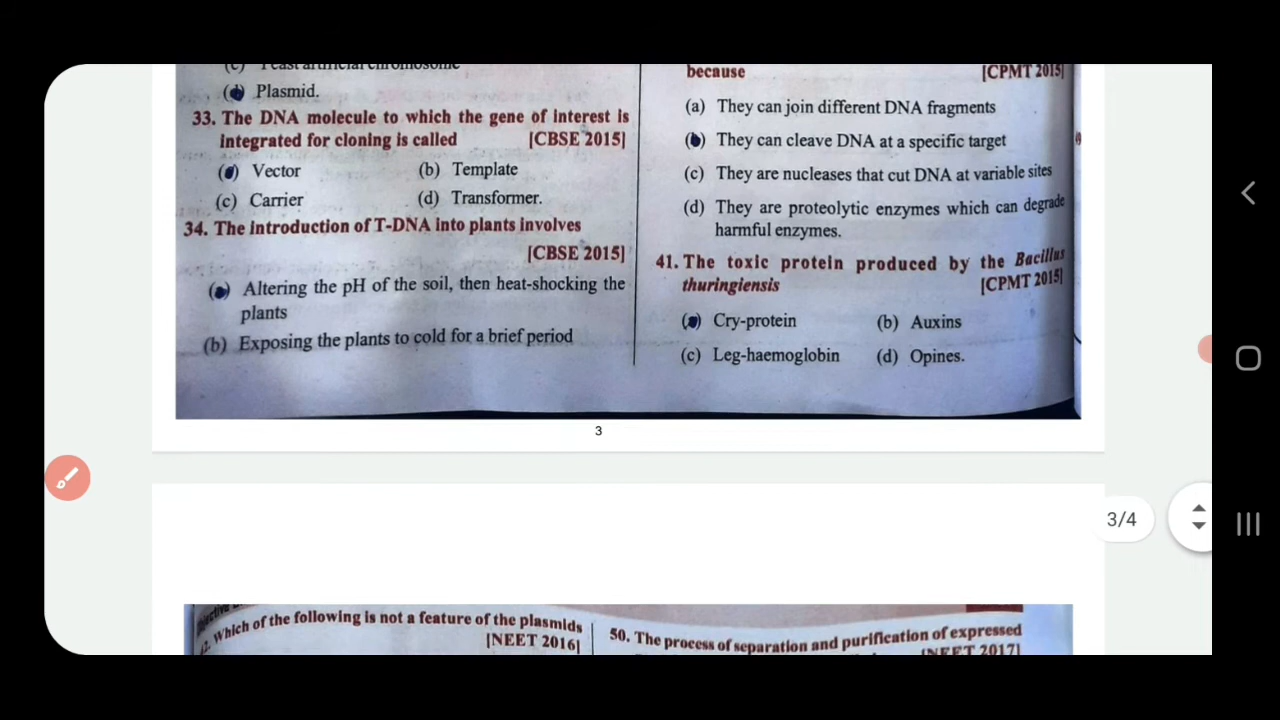 (c) Yeast artificial chromosome
(d) Plasmid.
33. The DNA molecule to which the gene of interest is
integrated for cloning is called [CBSE 2015]
(a) Vector (b) Template
(c) Carrier (d) Transformer.
34. The introduction of T-DNA into plants involves
[CBSE 2015]
(a) Altering the pH of the soil, then heat-shocking the
plants
(b) Exposing the plants to cold for a brief period
because [CPMT 2015]
(a) They can join different DNA fragments
(b) They can cleave DNA at a specific target
(c) They are nucleases that cut DNA at variable sites
(d) They are proteolytic enzymes which can degrade
harmful enzymes.
41. The toxic protein produced by the Bacillus
thuringiensis [CPMT 2015]
(a) Cry-protein (b) Auxins
(c) Leg-haemoglobin (d) Opines.
3
3/4
Which of the following is not a feature of the plasmids
[NEET 2016]
50. The process of separation and purification of expressed
[NEET 2017]